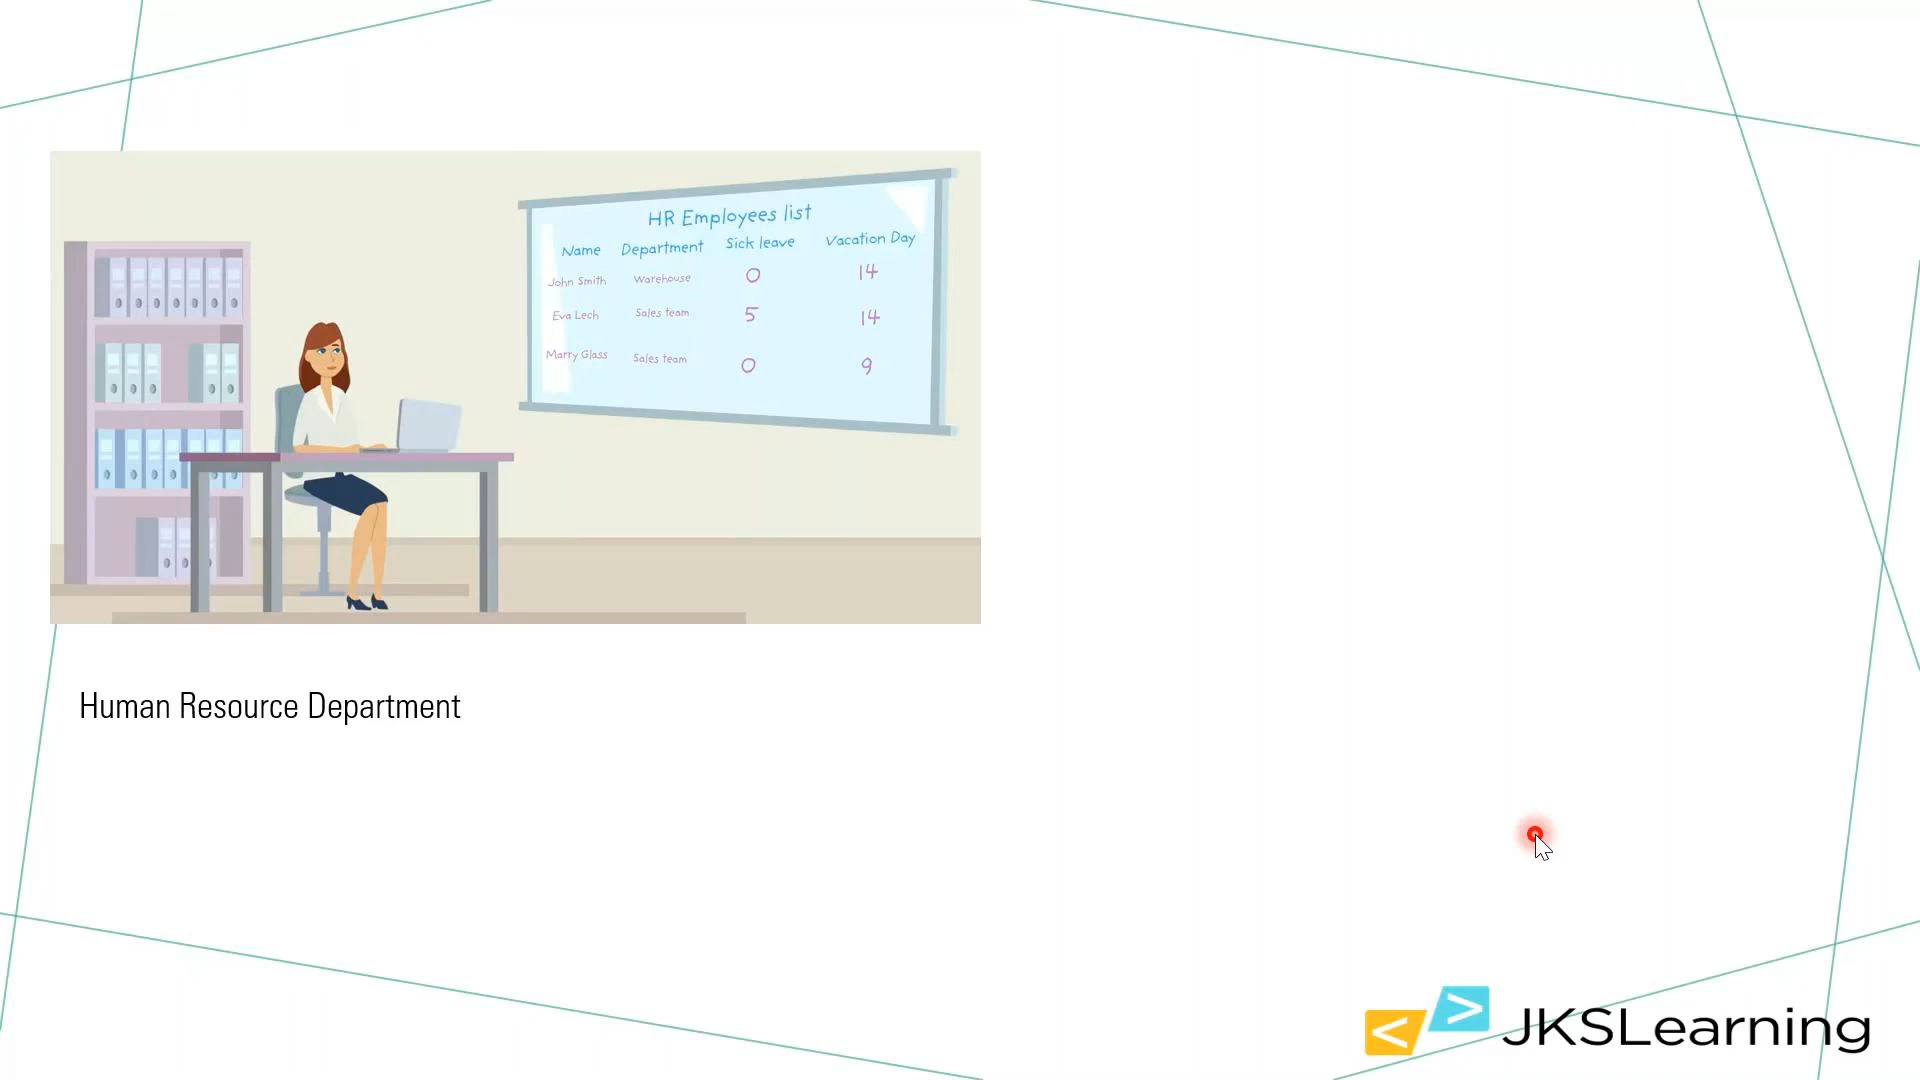 HR Employees list
Name Department Sick leave Vacation Day
John Smith Warehouse 0 14
Eva Lech Sales team 5 14
Marry Glass Sales team 0 9
Human Resource Department
< > JKSLearning